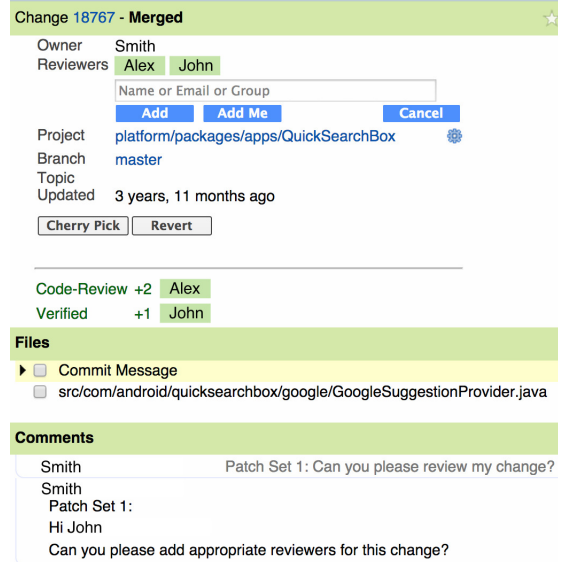 Change 18767 - Merged
Owner Smith
Reviewers Alex John
Name or Email or Group
Add Add Me Cancel
Project platform/packages/apps/QuickSearchBox
Branch master
Topic
Updated 3 years, 11 months ago
Cherry Pick Revert
Code-Review +2 Alex
Verified +1 John
Files
Commit Message
src/com/android/quicksearchbox/google/GoogleSuggestionProvider.java
Comments
Smith Patch Set 1: Can you please review my change?
Smith
Patch Set 1:
Hi John
Can you please add appropriate reviewers for this change?